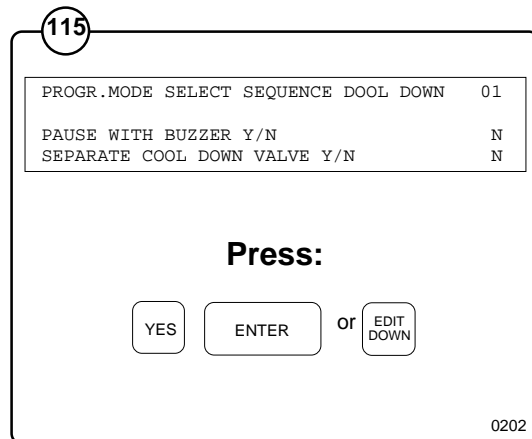 115
PROGR.MODE SELECT SEQUENCE DOOL DOWN 01
PAUSE WITH BUZZER Y/N N
SEPARATE COOL DOWN VALVE Y/N N
Press:
YES ENTER or EDIT DOWN
0202